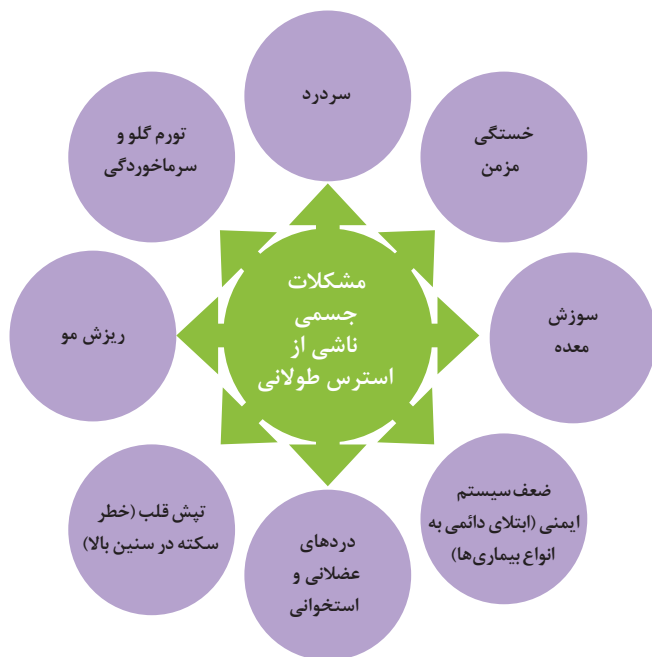 مشکلات
جسمی
ناشی از
استرس طولانی
سردرد
خستگی
مزمن
سوزش
معده
ضعف سیستم
ایمنی (ابتلای دائمی به
انواع بیماری‌ها)
دردهای
عضلانی و
استخوانی
تپش قلب (خطر
سکته در سنین بالا)
ریزش مو
تورم گلو و
سرماخوردگی